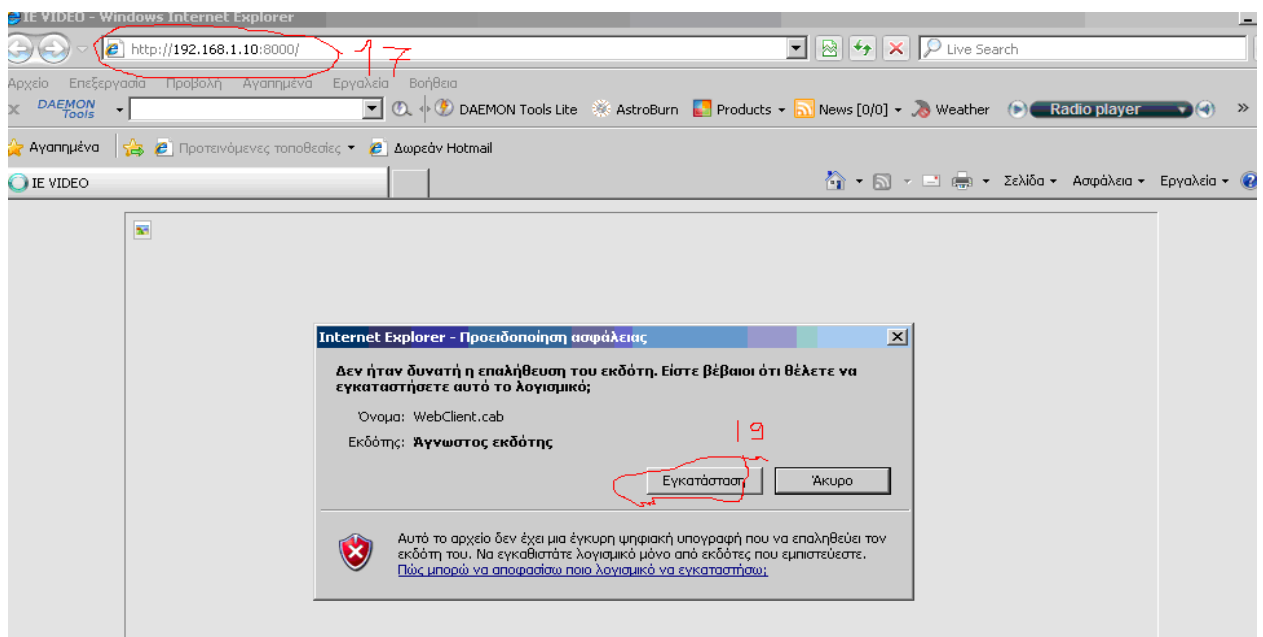 IE VIDEO - Windows Internet Explorer
http://192.168.1.10:8000/
17
Live Search
Αρχείο Επεξεργασία Προβολή Αγαπημένα Εργαλεία Βοήθεια
x DAEMON Tools DAEMON Tools Lite AstroBurn Products News [0/0] Weather Radio player »
Αγαπημένα Προτεινόμενες τοποθεσίες Δωρεάν Hotmail
IE VIDEO Σελίδα Ασφάλεια Εργαλεία
Internet Explorer - Προειδοποίηση ασφάλειας
Δεν ήταν δυνατή η επαλήθευση του εκδότη. Είστε βέβαιοι ότι θέλετε να
εγκαταστήσετε αυτό το λογισμικό;
Όνομα: WebClient.cab
Εκδότης: Άγνωστος εκδότης
19
Εγκατάσταση Άκυρο
Αυτό το αρχείο δεν έχει μια έγκυρη ψηφιακή υπογραφή που να επαληθεύει τον
εκδότη του. Να εγκαθιστάτε λογισμικό μόνο από εκδότες που εμπιστεύεστε.
Πώς μπορώ να αποφασίσω ποιο λογισμικό να εγκαταστήσω;